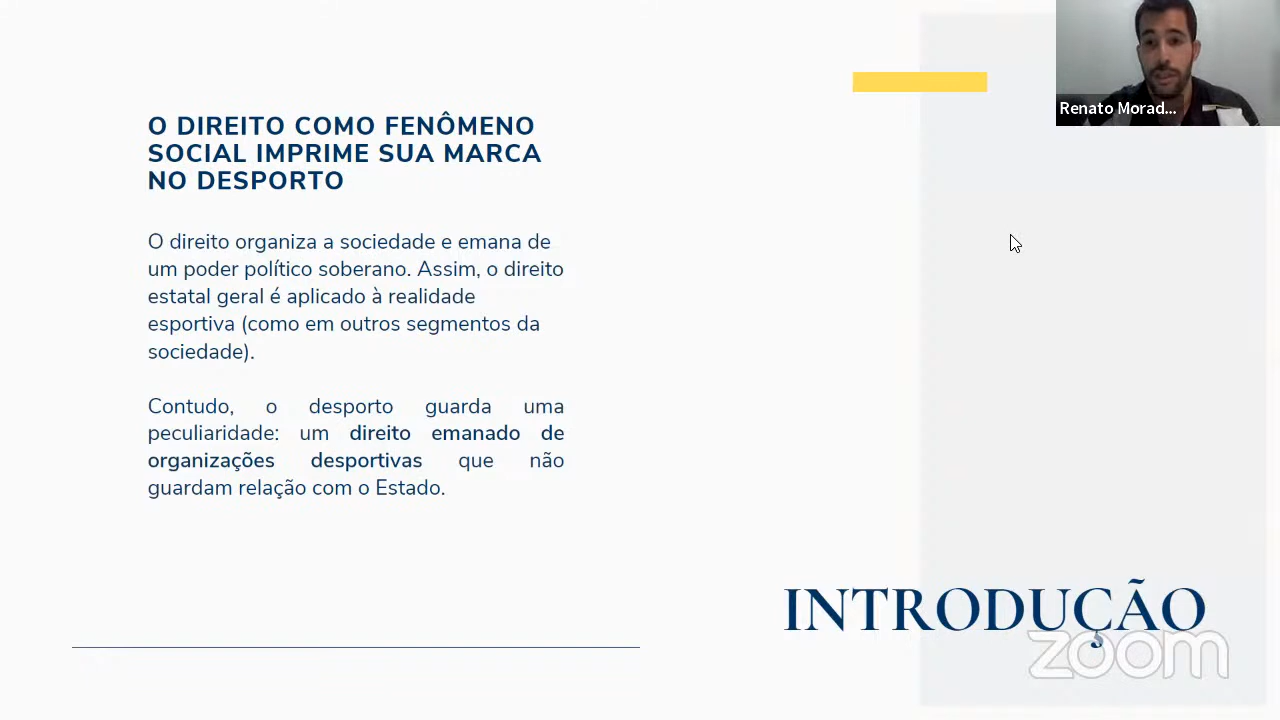 Renato Morad...
O DIREITO COMO FENÔMENO
SOCIAL IMPRIME SUA MARCA
NO DESPORTO
O direito organiza a sociedade e emana de
um poder político soberano. Assim, o direito
estatal geral é aplicado à realidade
esportiva (como em outros segmentos da
sociedade).
Contudo, o desporto guarda uma
peculiaridade: um direito emanado de
organizações desportivas que não
guardam relação com o Estado.
INTRODUÇÃO
zoom